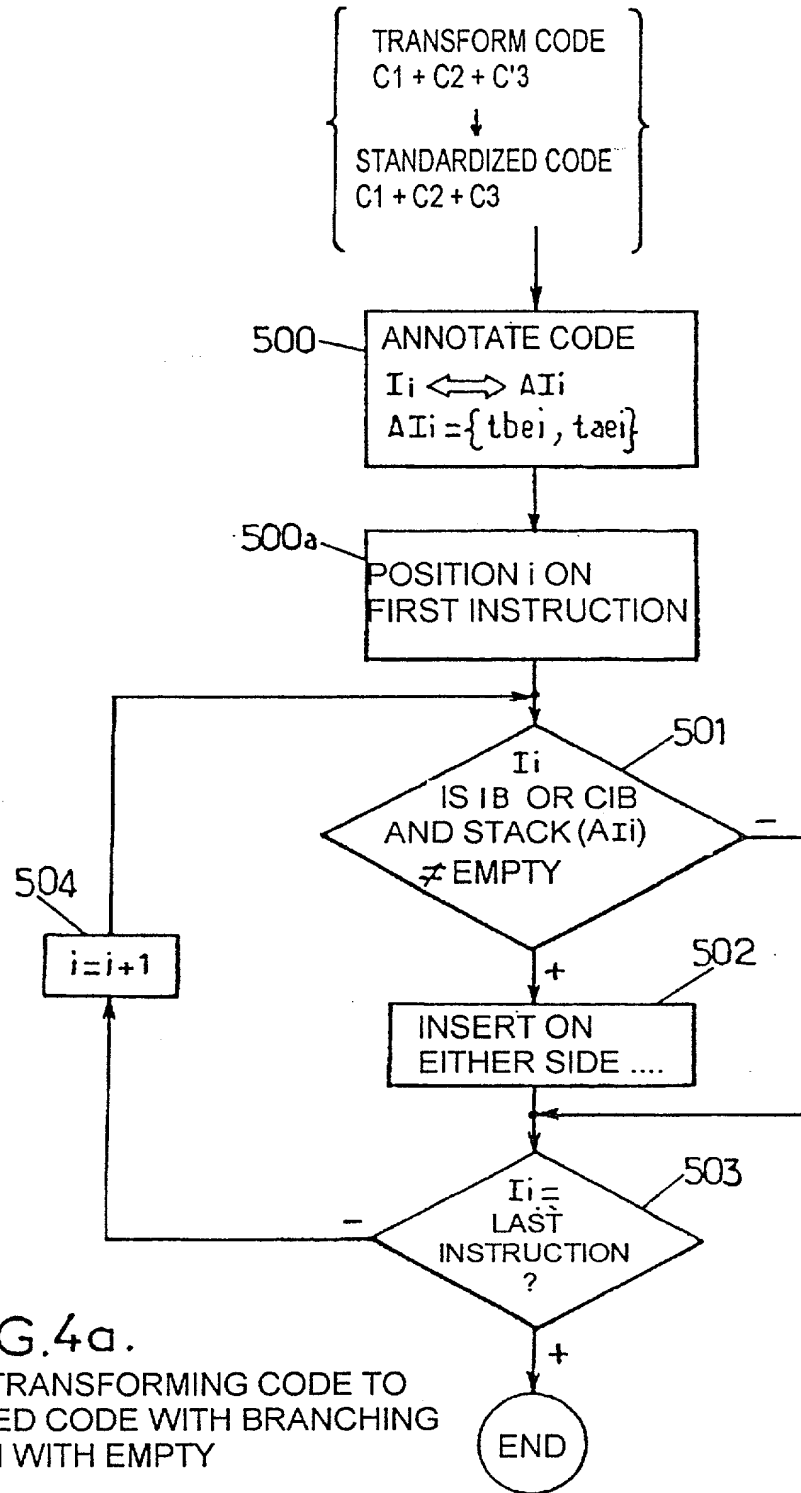 TRANSFORM CODE
C1 + C2 + C'3
STANDARDIZED CODE
C1 + C2 + C3
500
ANNOTATE CODE
Ii ⟺ AIi
AIi = {tbei, taei}
500a
POSITION i ON
FIRST INSTRUCTION
501
Ii
IS IB OR CIB
AND STACK (AIi)
≠ EMPTY
-
504
i=i+1
+
502
INSERT ON
EITHER SIDE ....
503
Ii =
LAST
INSTRUCTION
?
-
+
END
G.4a.
TRANSFORMING CODE TO
ED CODE WITH BRANCHING
WITH EMPTY